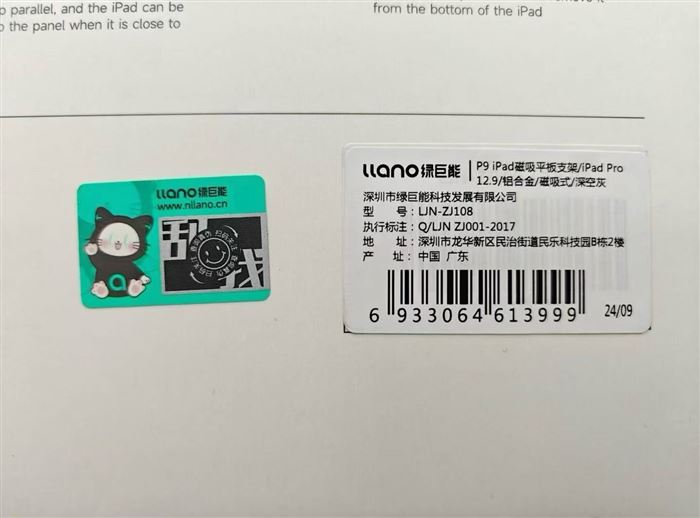 p parallel, and the iPad can be
o the panel when it is close to
from the bottom of the iPad
LLANO绿巨能
www.nilano.cn
刮
戏
LLANO绿巨能
P9 iPad磁吸平板支架/iPad Pro
12.9/铝合金/磁吸式/深空灰
深圳市绿巨能科技发展有限公司
型 号：LJN-ZJ108
执行标注：Q/LJN ZJ001-2017
地 址：深圳市龙华新区民治街道民乐科技园B栋2楼
产 址：中国 广东
6 933064 613999
24/09